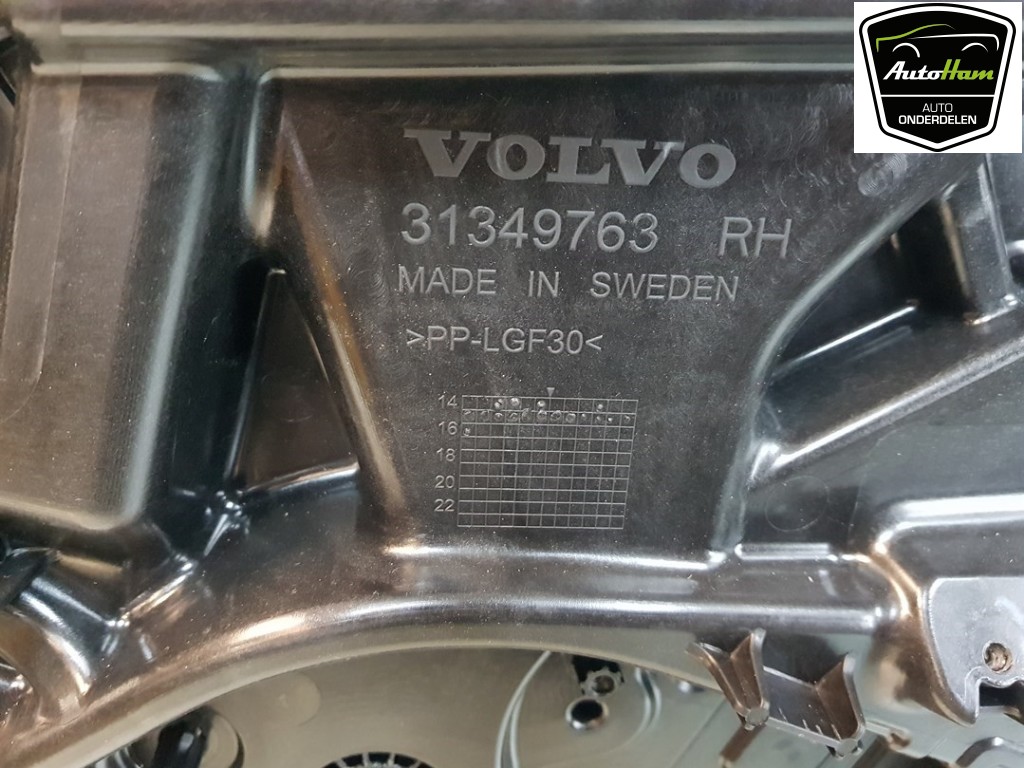 AutoHam
AUTO
ONDERDELEN
VOLVO
31349763 RH
MADE IN SWEDEN
>PP-LGF30<
14
16
18
20
22